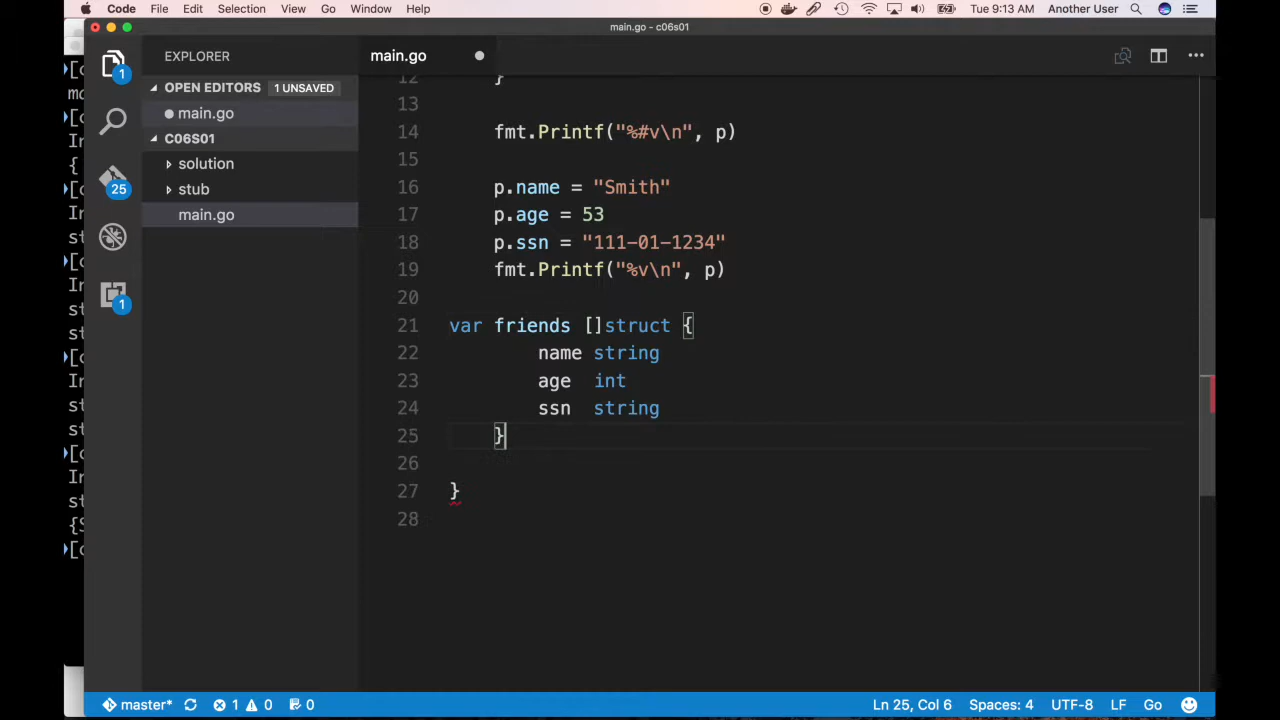 Code File Edit Selection View Go Window Help Tue 9:13 AM Another User
main.go - c06s01
EXPLORER
OPEN EDITORS 1 UNSAVED
main.go
C06S01
solution
stub
main.go
1
25
1
main.go
12 }
13
14 fmt.Printf("%#v\n", p)
15
16 p.name = "Smith"
17 p.age = 53
18 p.ssn = "111-01-1234"
19 fmt.Printf("%v\n", p)
20
21 var friends []struct {
22 name string
23 age int
24 ssn string
25 }
26
27 }
28
master* 1 0 0 Ln 25, Col 6 Spaces: 4 UTF-8 LF Go